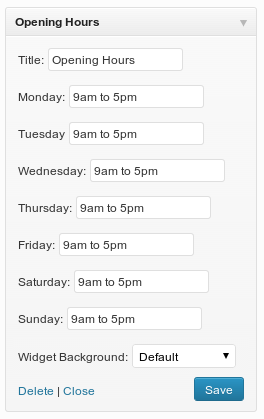 Opening Hours
Title: Opening Hours
Monday: 9am to 5pm
Tuesday 9am to 5pm
Wednesday: 9am to 5pm
Thursday: 9am to 5pm
Friday: 9am to 5pm
Saturday: 9am to 5pm
Sunday: 9am to 5pm
Widget Background: Default
Delete | Close Save